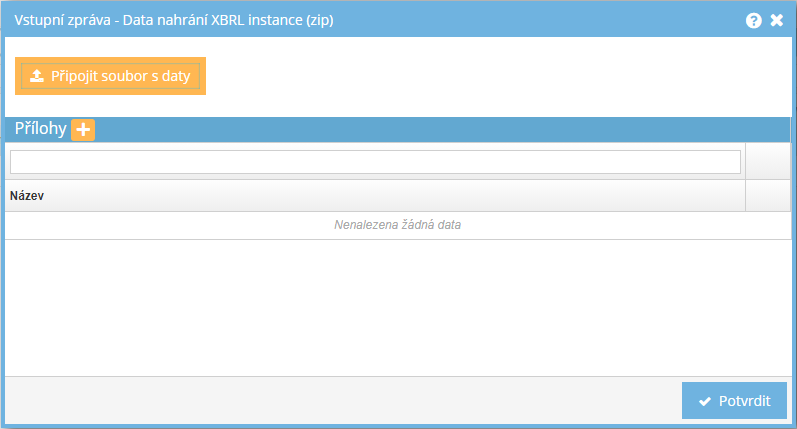 Vstupní zpráva - Data nahrání XBRL instance (zip)
Připojit soubor s daty
Přílohy
Název
Nenalezena žádná data
Potvrdit